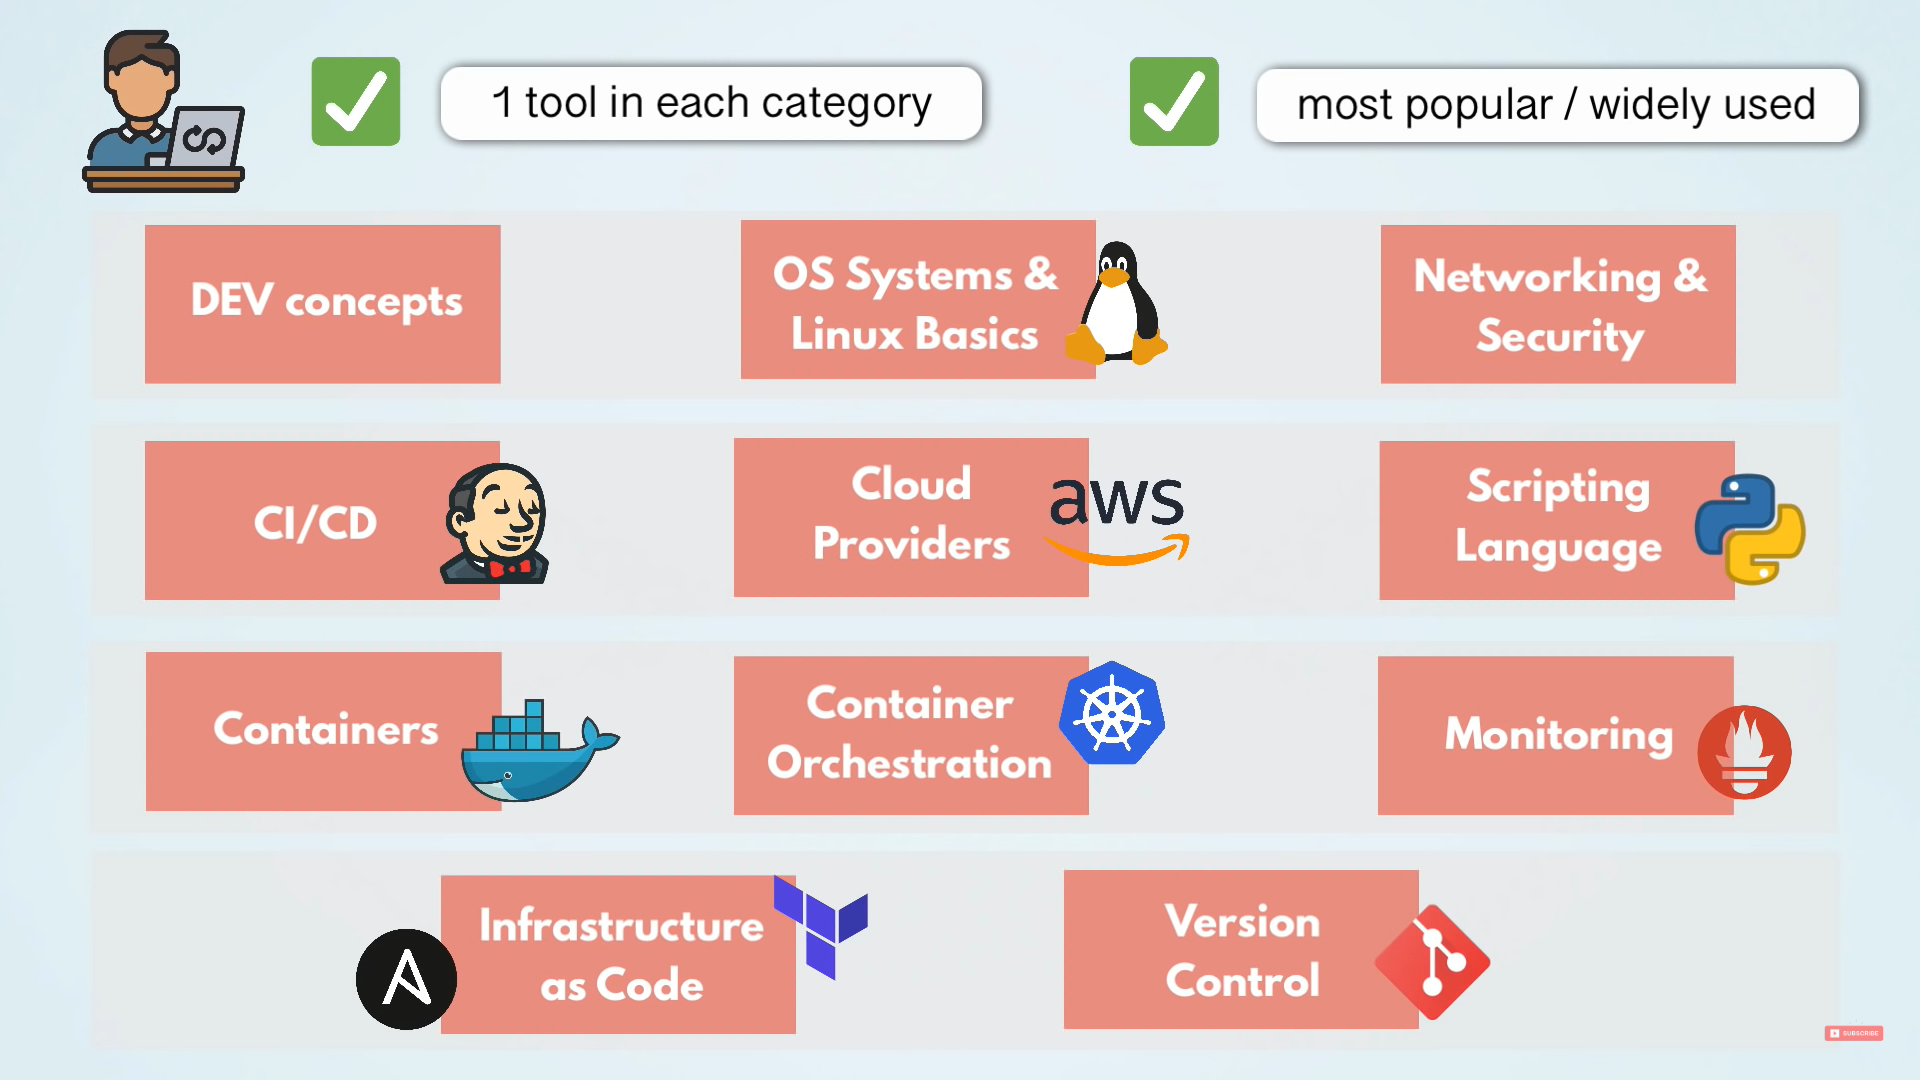 1 tool in each category
most popular / widely used
DEV concepts
OS Systems &
Linux Basics
Networking &
Security
CI/CD
Cloud
Providers
aws
Scripting
Language
Containers
Container
Orchestration
Monitoring
Infrastructure
as Code
Version
Control
SUBSCRIBE